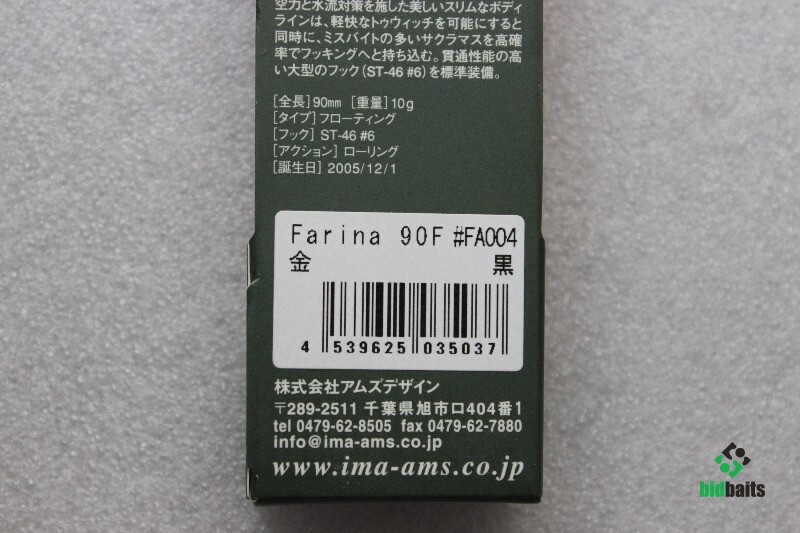 空力と水流対策を施した美しいスリムなボディ
ラインは、軽快なトゥウィッチを可能にすると
同時に、ミスバイトの多いサクラマスを高確
率でフッキングへと持ち込む。貫通性能の高
い大型のフック(ST-46 #6)を標準装備。
[全長]90mm [重量]10g
[タイプ]フローティング
[フック] ST-46 #6
[アクション] ローリング
[誕生日] 2005/12/1
Farina 90F #FA004
金 黒
4 539625 035037
株式会社アムズデザイン
〒289-2511 千葉県旭市ロ404番1
tel 0479-62-8505 fax 0479-62-7880
info@ima-ams.co.jp
www.ima-ams.co.jp
bidbaits